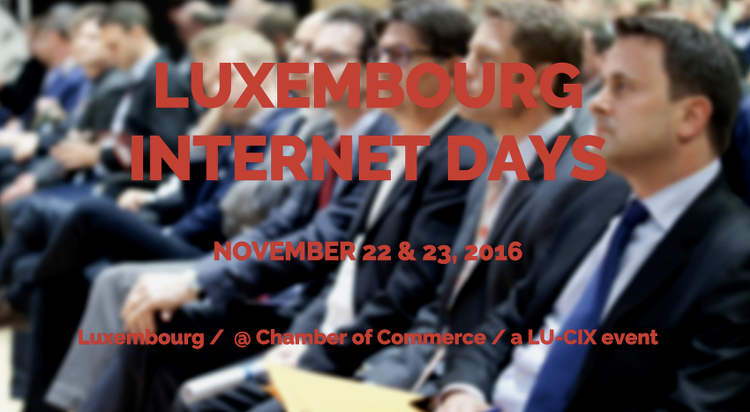 LUXEMBOURG
INTERNET DAYS
NOVEMBER 22 & 23, 2016
Luxembourg / @ Chamber of Commerce / a LU-CIX event